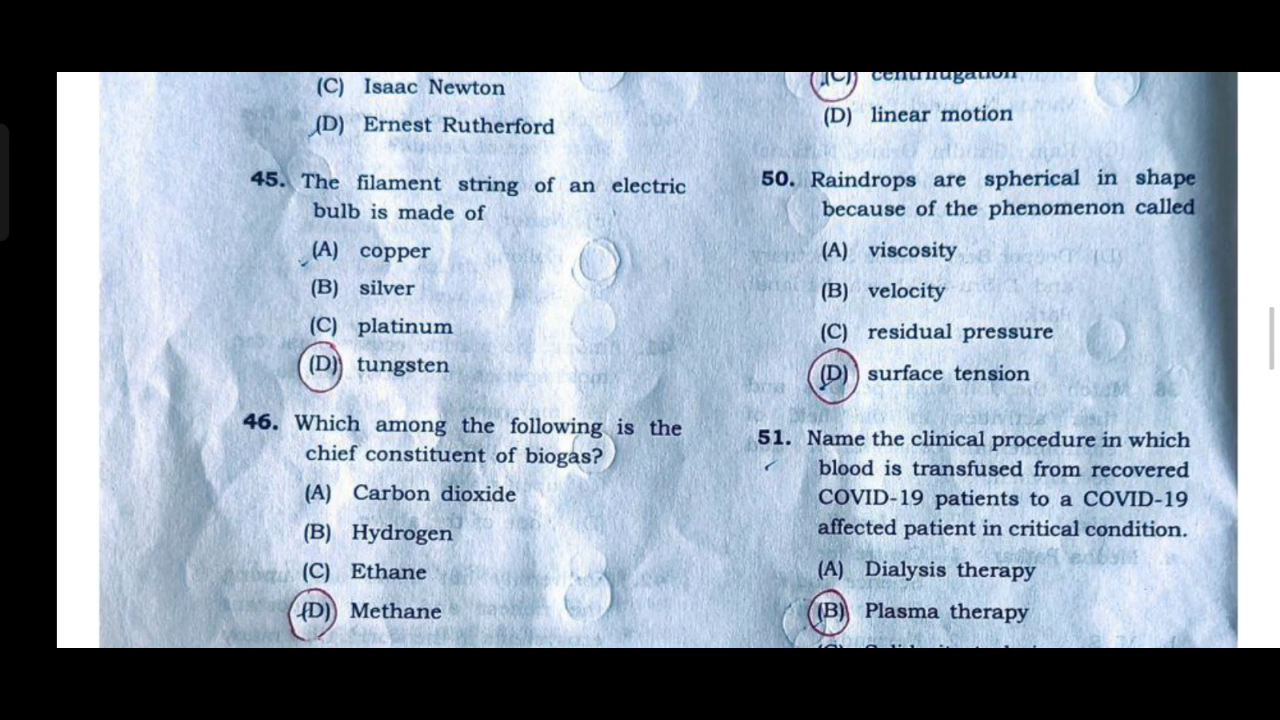 (C) Isaac Newton
(D) Ernest Rutherford
45. The filament string of an electric
bulb is made of
(A) copper
(B) silver
(C) platinum
(D) tungsten
46. Which among the following is the
chief constituent of biogas?
(A) Carbon dioxide
(B) Hydrogen
(C) Ethane
(D) Methane
(C) centrifugation
(D) linear motion
50. Raindrops are spherical in shape
because of the phenomenon called
(A) viscosity
(B) velocity
(C) residual pressure
(D) surface tension
51. Name the clinical procedure in which
blood is transfused from recovered
COVID-19 patients to a COVID-19
affected patient in critical condition.
(A) Dialysis therapy
(B) Plasma therapy